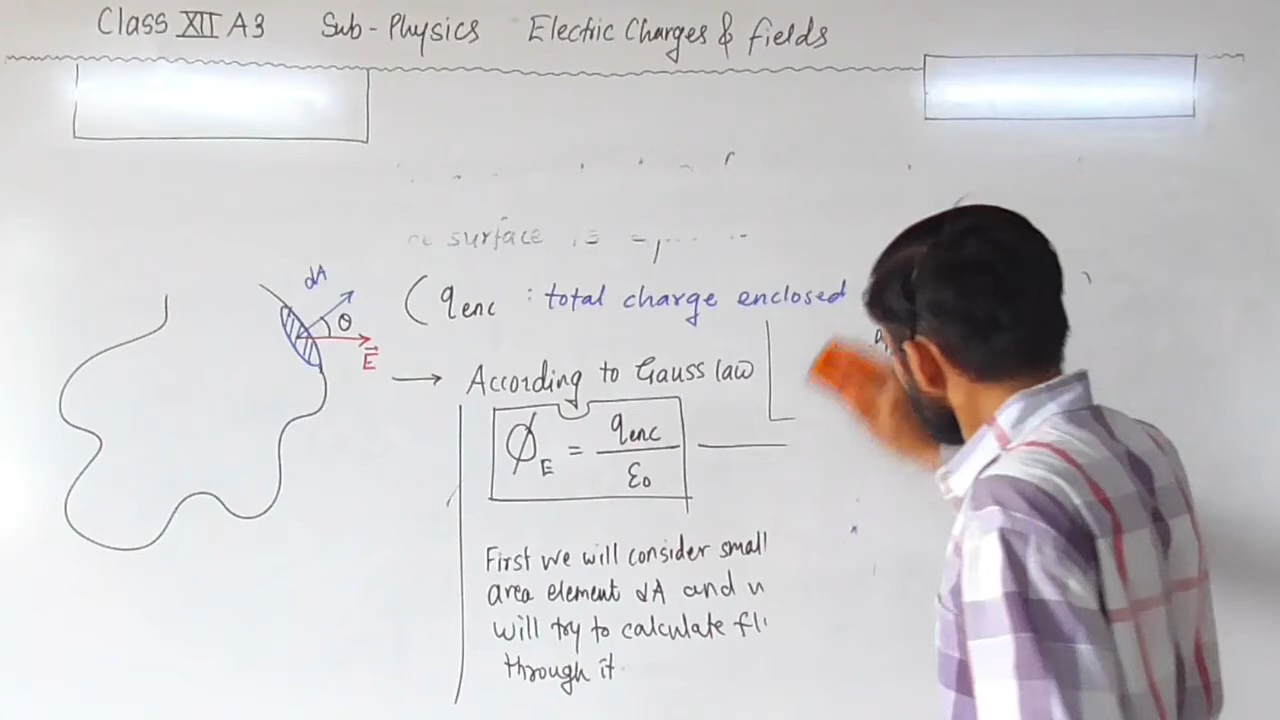 Class XII A3 Sub - Physics Electric Charges & fields
surface is
dA
θ
E
(qenc : total charge enclosed
→ According to Gauss law
ϕE = qenc / ε0
First we will consider small
area element dA and
will try to calculate
through it